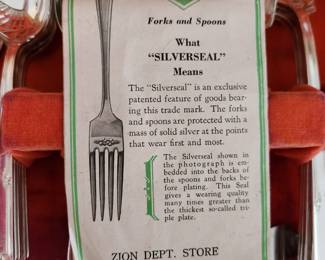 Forks and Spoons
What
"SILVERSEAL"
Means
The "Silverseal" is an exclusive
patented feature of goods bear-
ing this trade mark. The forks
and spoons are protected with a
mass of solid silver at the points
that wear first and most.
The Silverseal shown in
the photograph is em-
bedded into the backs of
the spoons and forks be-
fore plating. This Seal
gives a wearing quality
many times greater than
the thickest so-called tri-
ple plate.
ZION DEPT. STORE